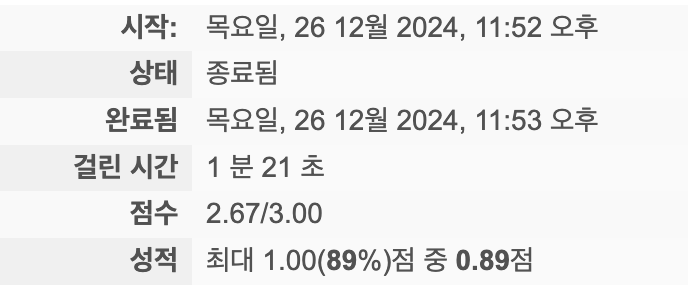 시작: 목요일, 26 12월 2024, 11:52 오후
상태 종료됨
완료됨 목요일, 26 12월 2024, 11:53 오후
걸린 시간 1 분 21 초
점수 2.67/3.00
성적 최대 1.00(89%)점 중 0.89점